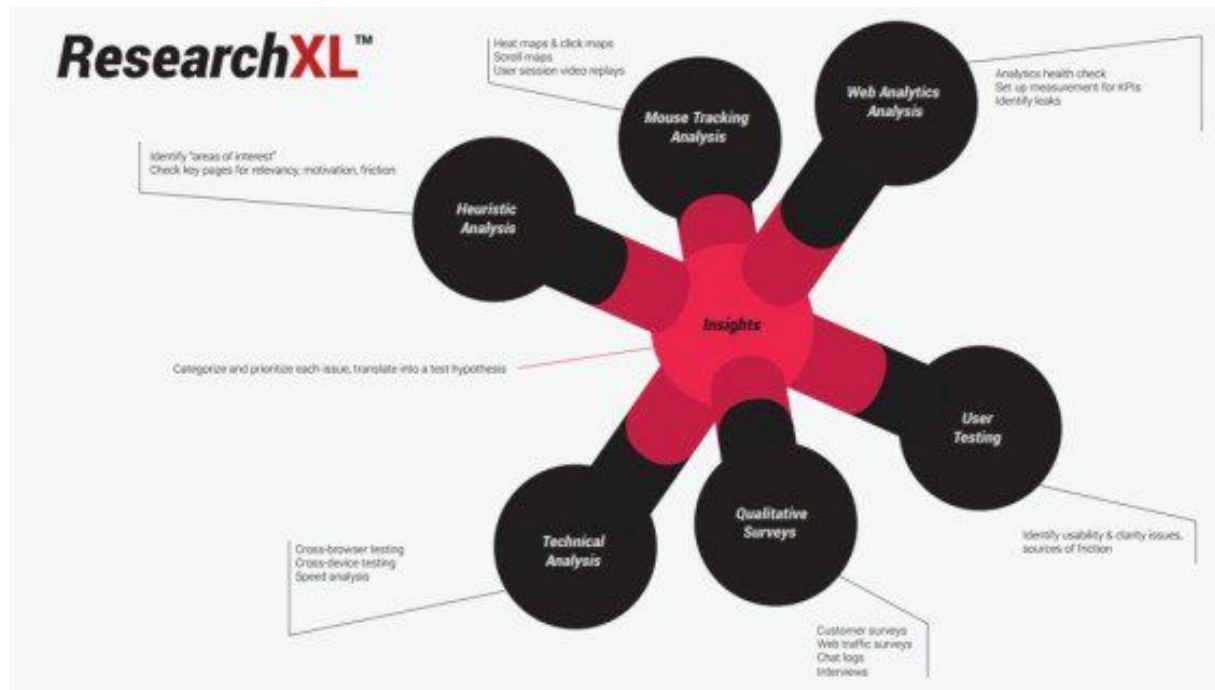 ResearchXL™
Heat maps & click maps
Scroll maps
User session video replays
Mouse Tracking
Analysis
Web Analytics
Analysis
Analytics health check
Set up measurement for KPIs
Identify leaks
Identify "areas of interest"
Check key pages for relevancy, motivation, friction
Heuristic
Analysis
Insights
Categorize and prioritize each issue, translate into a test hypothesis
User
Testing
Identify usability & clarity issues,
sources of friction
Technical
Analysis
Cross-browser testing
Cross-device testing
Speed analysis
Qualitative
Surveys
Customer surveys
Web traffic surveys
Chat logs
Interviews